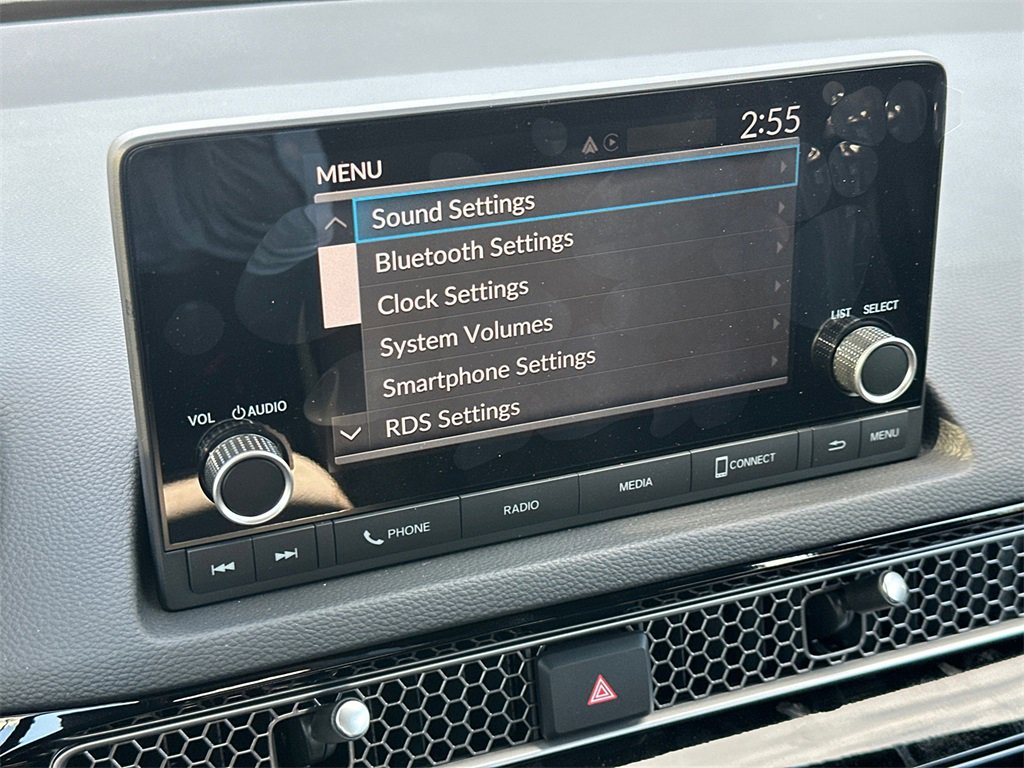 2:55
MENU
Sound Settings
Bluetooth Settings
Clock Settings
System Volumes
Smartphone Settings
RDS Settings
LIST SELECT
VOL AUDIO
PHONE
RADIO
MEDIA
CONNECT
MENU